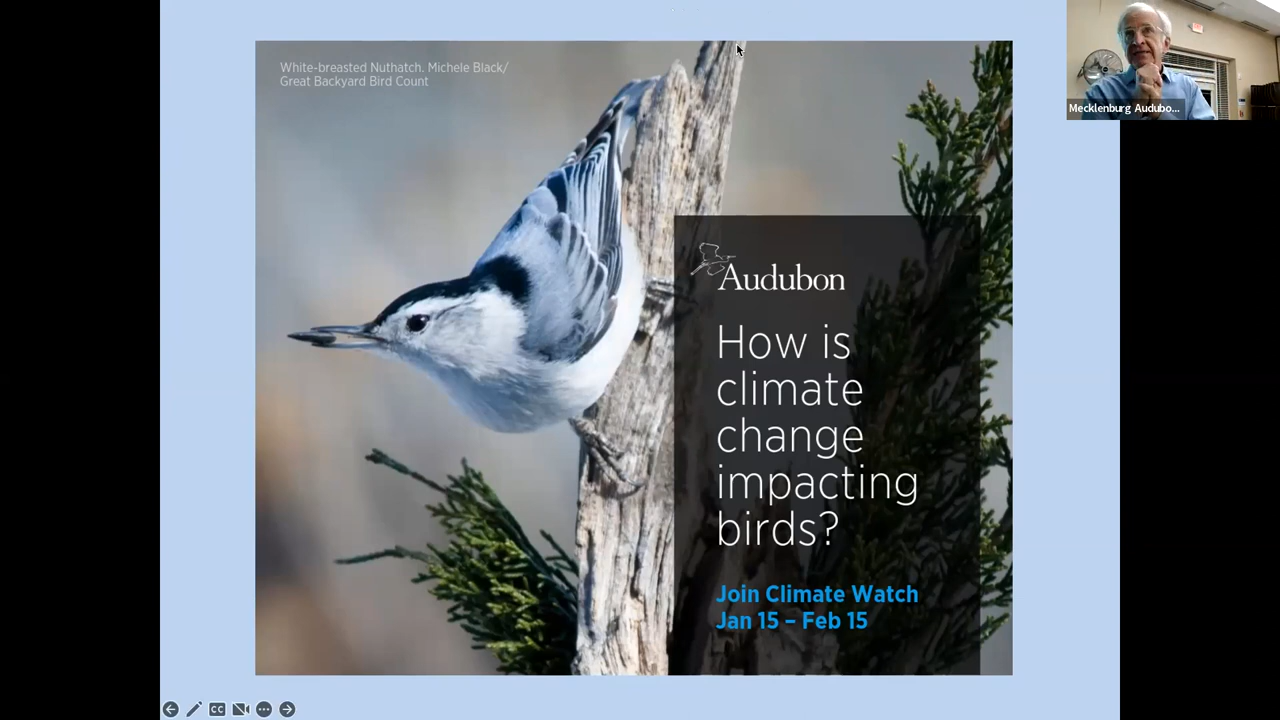 White-breasted Nuthatch. Michele Black/
Great Backyard Bird Count
Mecklenburg Audubo...
Audubon
How is
climate
change
impacting
birds?
Join Climate Watch
Jan 15 – Feb 15
CC